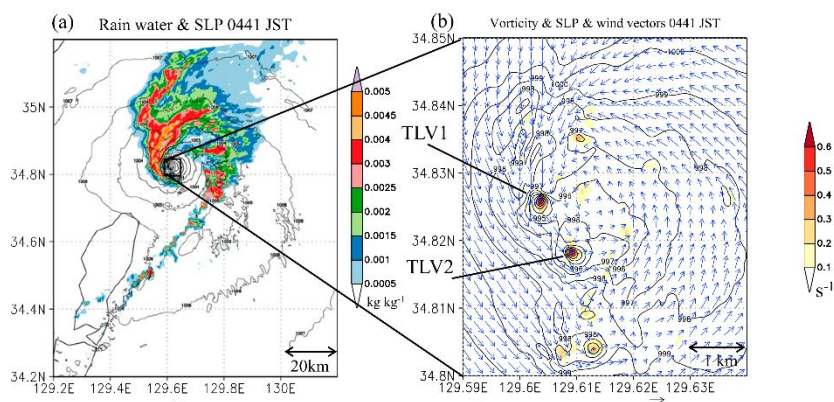 (a) Rain water & SLP 0441 JST
35N
34.8N
34.6N
34.4N
34.2N
129.2E 129.4E 129.6E 129.8E 130E
20km
0.005
0.0045
0.004
0.003
0.0025
0.002
0.0015
0.001
0.0005
kg kg⁻¹
(b) Vorticity & SLP & wind vectors 0441 JST
34.85N
34.84N
34.83N
34.82N
34.81N
34.8N
129.59E 129.6E 129.61E 129.62E 129.63E
TLV1
TLV2
1 km
0.6
0.5
0.4
0.3
0.2
0.1
S⁻¹